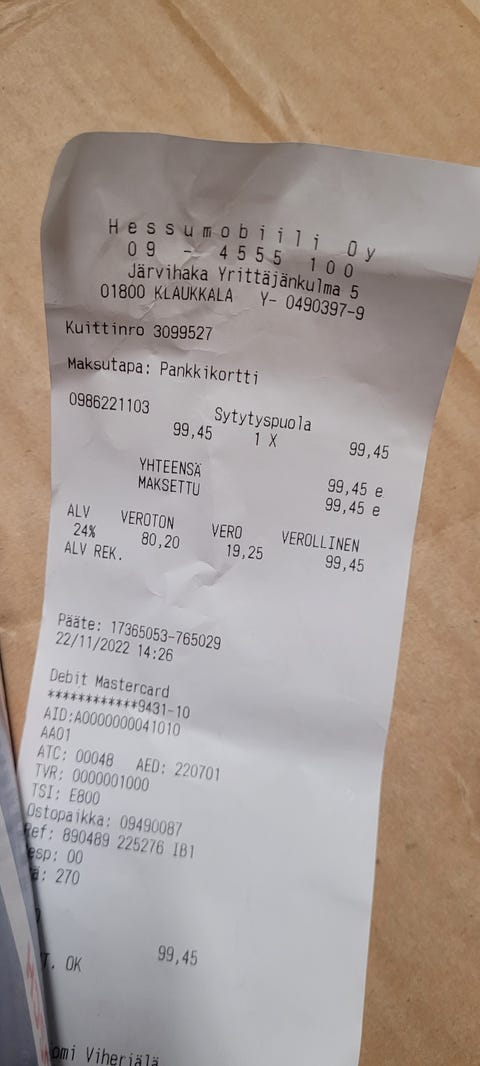 Hessumobiili Oy
09 - 4555 100
Järvihaka Yrittäjänkulma 5
01800 KLAUKKALA Y- 0490397-9
Kuittinro 3099527
Maksutapa: Pankkikortti
0986221103 Sytytyspuola
99,45 1 X 99,45
YHTEENSÄ 99,45 e
MAKSETTU 99,45 e
ALV VEROTON VERO VEROLLINEN
24% 80,20 19,25 99,45
ALV REK.
Pääte: 17365053-765029
22/11/2022 14:26
Debit Mastercard
************9431-10
AID:A0000000041010
AA01
ATC: 00048 AED: 220701
TVR: 0000001000
TSI: E800
Ostopaikka: 09490087
Ref: 890489 225276 IB1
esp: 00
: 270
99,45
T. OK
omi Viherjälä